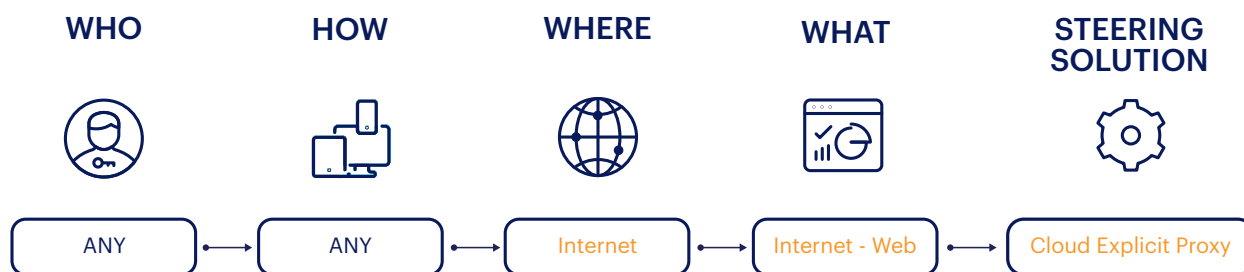 WHO
HOW
WHERE
WHAT
STEERING
SOLUTION
ANY
ANY
Internet
Internet - Web
Cloud Explicit Proxy